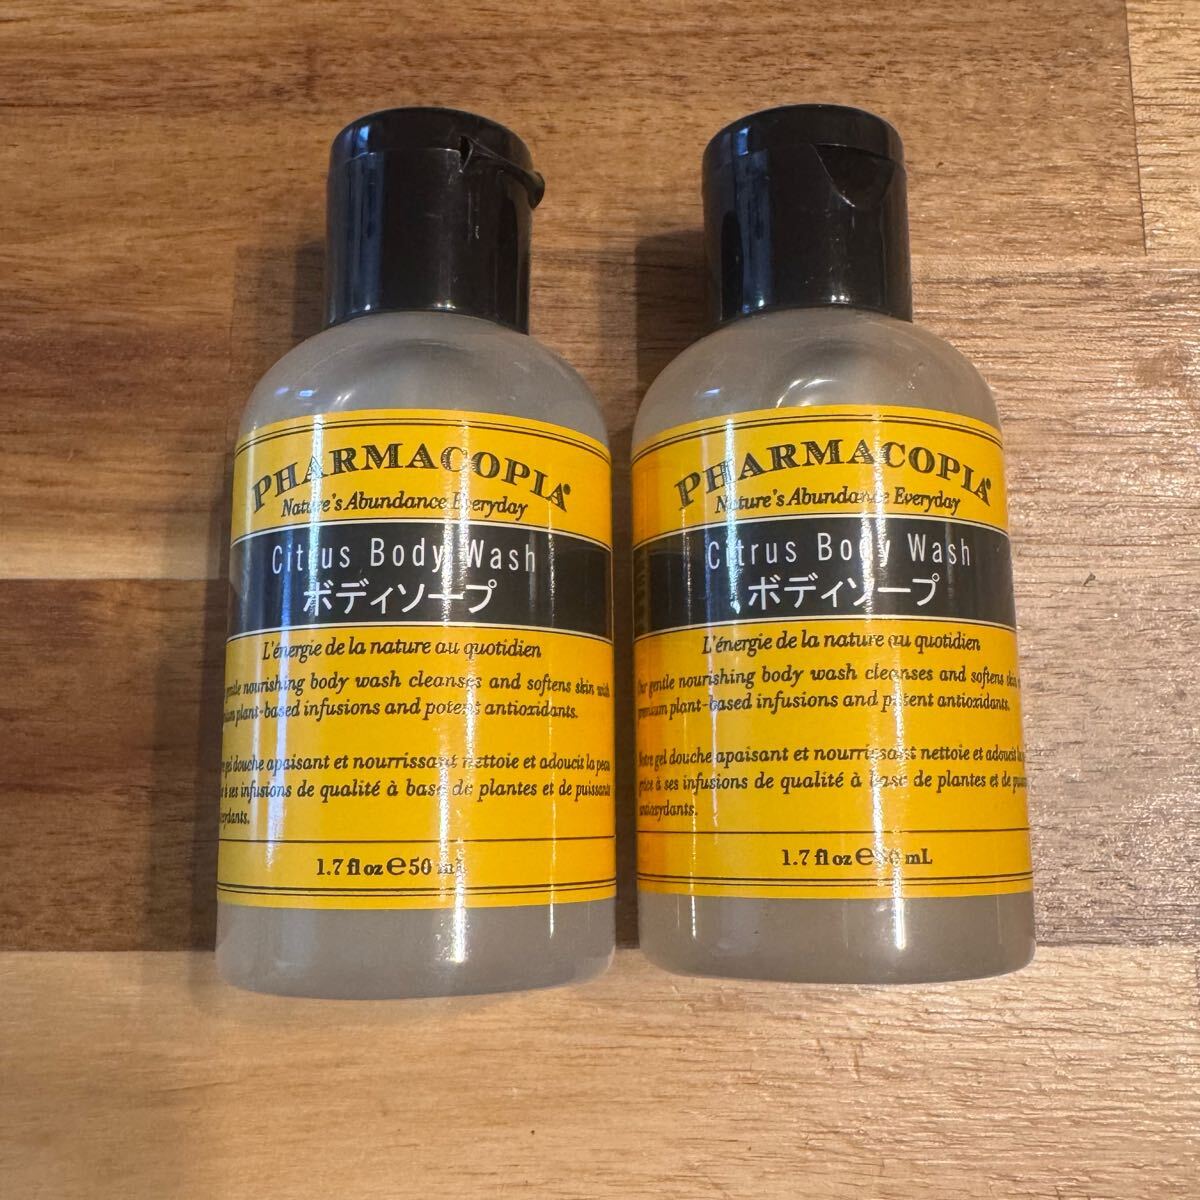 PHARMACOPIA®
Nature's Abundance Everyday
Citrus Body Wash
ボディソープ
L'énergie de la nature au quotidien
gentle nourishing body wash cleanses and softens skin with
plant-based infusions and potent antioxidants.
gel douche apaisant et nourrissant nettoie et adoucit la peau
à ses infusions de qualité à base de plantes et de puissants
1.7 fl oz ℮ 50 mL
PHARMACOPIA®
Nature's Abundance Everyday
Citrus Body Wash
ボディソープ
L'énergie de la nature au quotidien
Our gentle nourishing body wash cleanses and softens skin
premium plant-based infusions and potent antioxidants.
Notre gel douche apaisant et nourrissant nettoie et adoucit la
grâce à ses infusions de qualité à base de plantes et de
antioxydants.
1.7 fl oz ℮ 50 mL